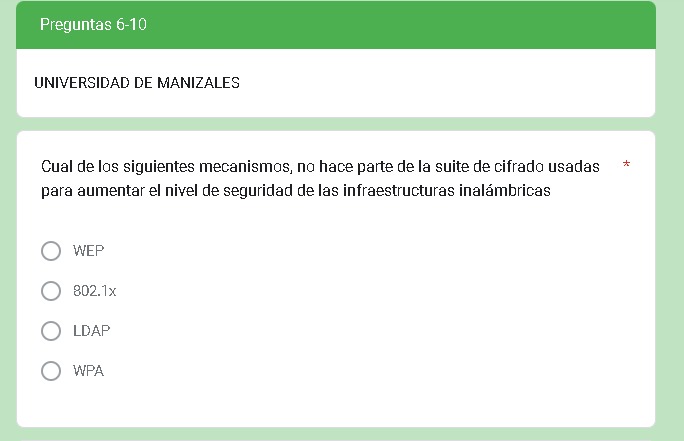 Preguntas 6-10
UNIVERSIDAD DE MANIZALES
Cual de los siguientes mecanismos, no hace parte de la suite de cifrado usadas *
para aumentar el nivel de seguridad de las infraestructuras inalámbricas
WEP
802.1x
LDAP
WPA